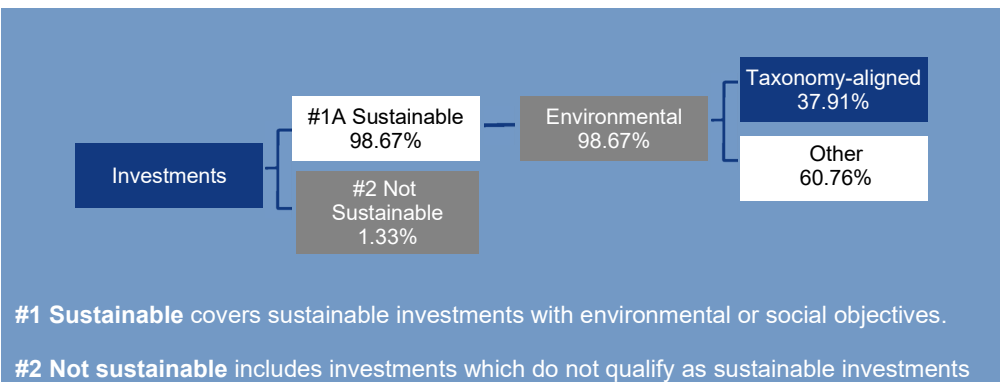 Investments
#1A Sustainable
98.67%
#2 Not
Sustainable
1.33%
Environmental
98.67%
Taxonomy-aligned
37.91%
Other
60.76%
#1 Sustainable covers sustainable investments with environmental or social objectives.
#2 Not sustainable includes investments which do not qualify as sustainable investments